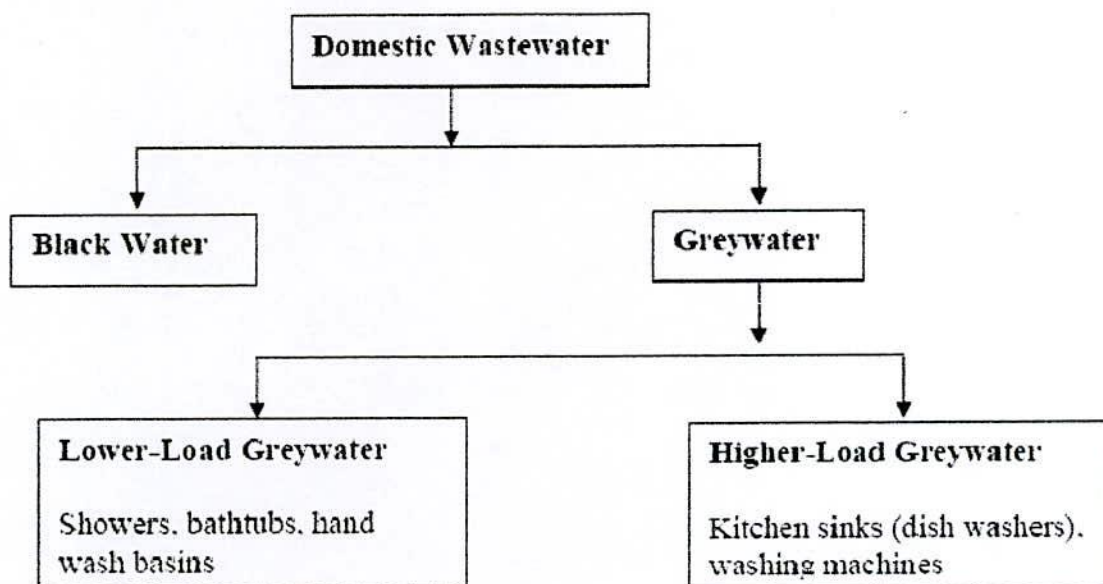 Domestic Wastewater
Black Water
Greywater
Lower-Load Greywater
Showers, bathtubs, hand
wash basins
Higher-Load Greywater
Kitchen sinks (dish washers),
washing machines